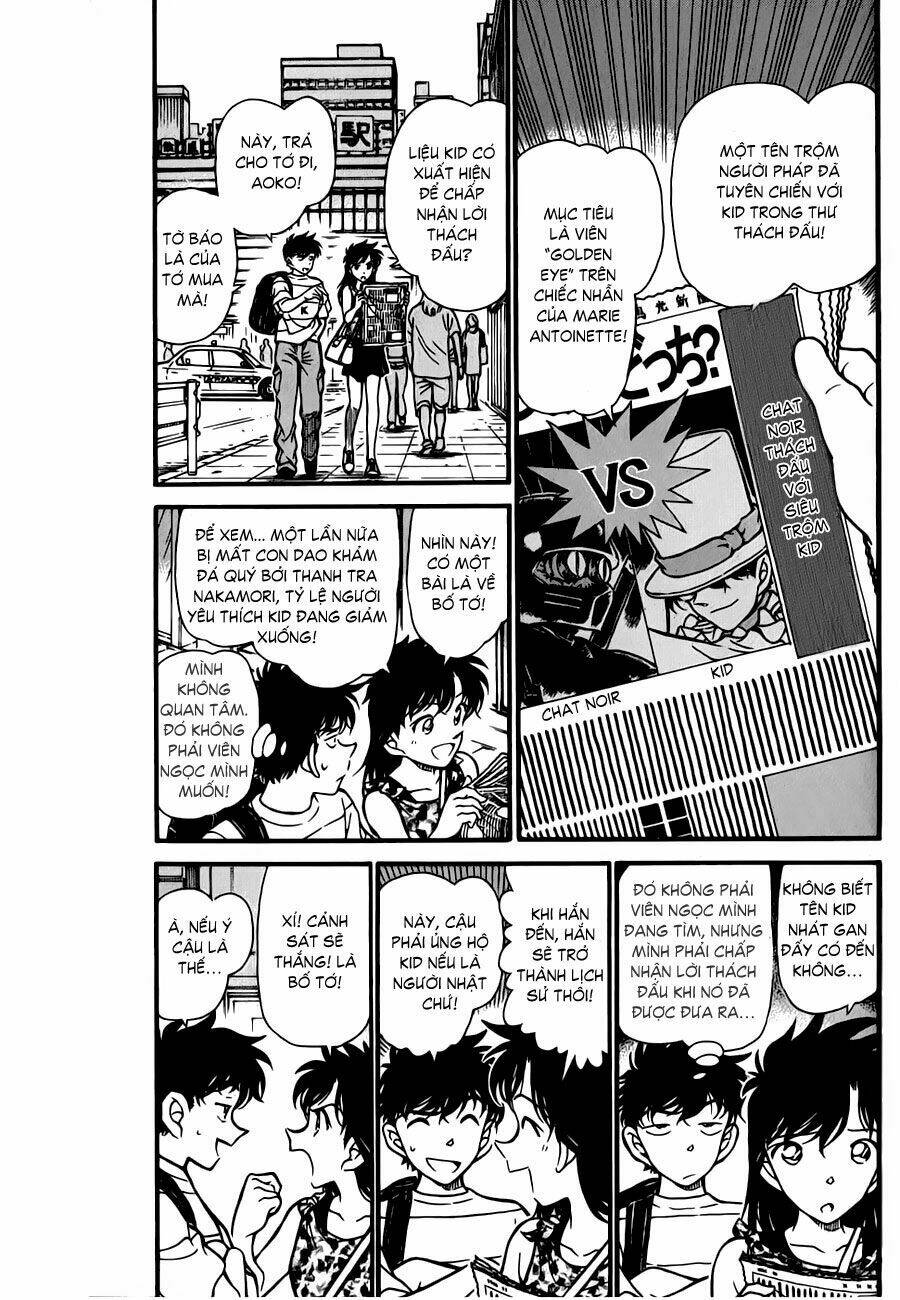 MỘT TÊN TRỘM
NGƯỜI PHÁP ĐÃ
TUYÊN CHIẾN VỚI
KID TRONG THƯ
THÁCH ĐẤU!
MỤC TIÊU
LÀ VIÊN
“GOLDEN
EYE” TRÊN
CHIẾC NHẪN
CỦA MARIE
ANTOINETTE!
どっち?
CHAT
NOIR
THÁCH
ĐẤU
VỚI
SIÊU
TRỘM
KID
VS
KID
CHAT NOIR
LIỆU KID CÓ
XUẤT HIỆN
ĐỂ CHẤP
NHẬN LỜI
THÁCH
ĐẤU?
NÀY, TRẢ
CHO TỚ ĐI,
AOKO!
TỜ BÁO
LÀ CỦA
TỚ MUA
MÀ!
駅
K
NHÌN NÀY!
CÓ MỘT
BÀI LÀ VỀ
BỐ TỚ!
ĐỂ XEM... MỘT LẦN NỮA
BỊ MẤT CON DAO KHẢM
ĐÁ QUÝ BỞI THANH TRA
NAKAMORI, TỶ LỆ NGƯỜI
YÊU THÍCH KID ĐANG GIẢM
XUỐNG!
MÌNH
KHÔNG
QUAN TÂM.
ĐÓ KHÔNG
PHẢI VIÊN
NGỌC MÌNH
MUỐN!
KHÔNG BIẾT
TÊN KID
NHÁT GAN
ĐẤY CÓ ĐẾN
KHÔNG...
ĐÓ KHÔNG PHẢI
VIÊN NGỌC MÌNH
ĐANG TÌM, NHƯNG
MÌNH PHẢI CHẤP
NHẬN LỜI THÁCH
ĐẤU KHI NÓ ĐÃ
ĐƯỢC ĐƯA RA...
KHI HẮN
ĐẾN, HẮN
SẼ TRỞ
THÀNH LỊCH
SỬ THÔI!
NÀY, CẬU
PHẢI ỦNG HỘ
KID NẾU LÀ
NGƯỜI NHẬT
CHỨ!
XÍ! CẢNH
SÁT SẼ
THẮNG! LÀ
BỐ TỚ!
À, NẾU Ý
CẬU LÀ
THẾ...